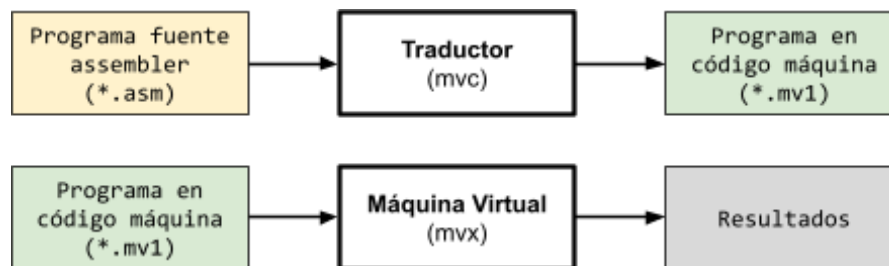 Programa fuente
assembler
(*.asm)
Traductor
(mvc)
Programa en
código máquina
(*.mv1)
Programa en
código máquina
(*.mv1)
Máquina Virtual
(mvx)
Resultados